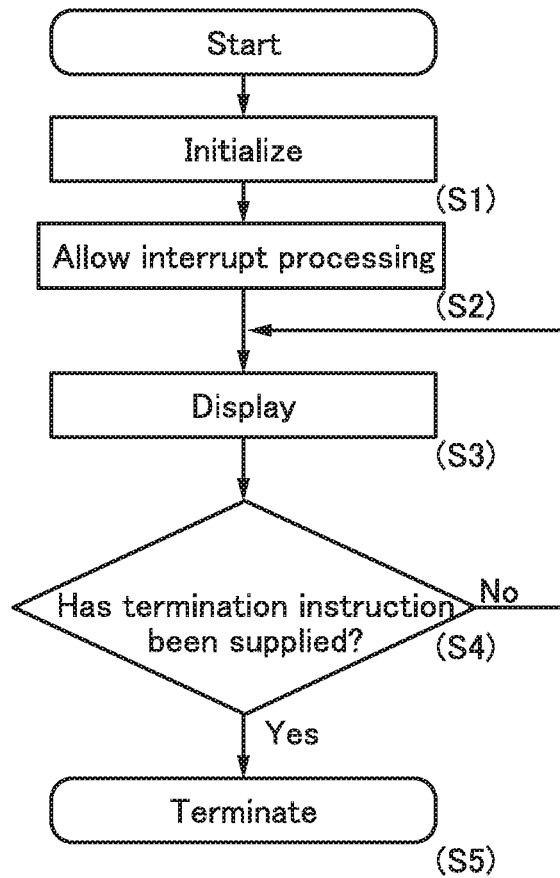 Start
Initialize
(S1)
Allow interrupt processing
(S2)
Display
(S3)
Has termination instruction
been supplied?
No
(S4)
Yes
Terminate
(S5)